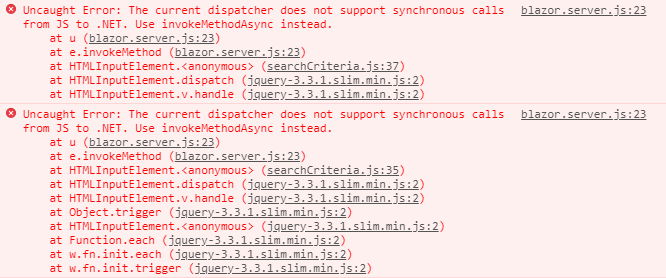 Uncaught Error: The current dispatcher does not support synchronous calls blazor.server.js:23
from JS to .NET. Use invokeMethodAsync instead.
at u (blazor.server.js:23)
at e.invokeMethod (blazor.server.js:23)
at HTMLInputElement.<anonymous> (searchCriteria.js:37)
at HTMLInputElement.dispatch (jquery-3.3.1.slim.min.js:2)
at HTMLInputElement.v.handle (jquery-3.3.1.slim.min.js:2)
Uncaught Error: The current dispatcher does not support synchronous calls blazor.server.js:23
from JS to .NET. Use invokeMethodAsync instead.
at u (blazor.server.js:23)
at e.invokeMethod (blazor.server.js:23)
at HTMLInputElement.<anonymous> (searchCriteria.js:35)
at HTMLInputElement.dispatch (jquery-3.3.1.slim.min.js:2)
at HTMLInputElement.v.handle (jquery-3.3.1.slim.min.js:2)
at Object.trigger (jquery-3.3.1.slim.min.js:2)
at HTMLInputElement.<anonymous> (jquery-3.3.1.slim.min.js:2)
at Function.each (jquery-3.3.1.slim.min.js:2)
at w.fn.init.each (jquery-3.3.1.slim.min.js:2)
at w.fn.init.trigger (jquery-3.3.1.slim.min.js:2)